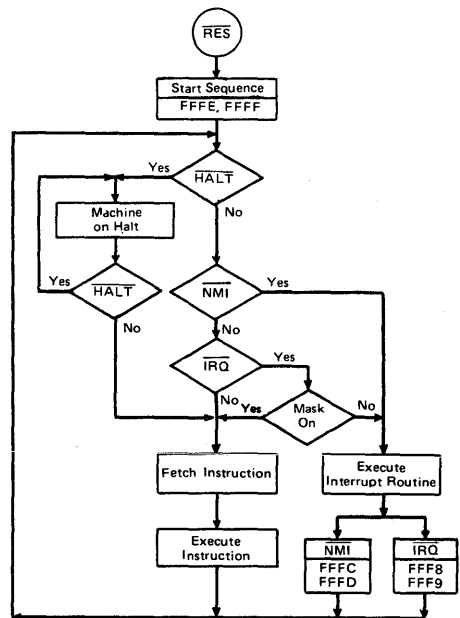 RES
Start Sequence
FFFE, FFFF
Yes
HALT
No
Machine
on Halt
Yes
HALT
No
NMI
Yes
No
IRQ
Yes
No
Yes
Mask
On
No
Fetch Instruction
Execute
Interrupt Routine
Execute
Instruction
NMI
FFFC
FFFD
IRQ
FFF8
FFF9